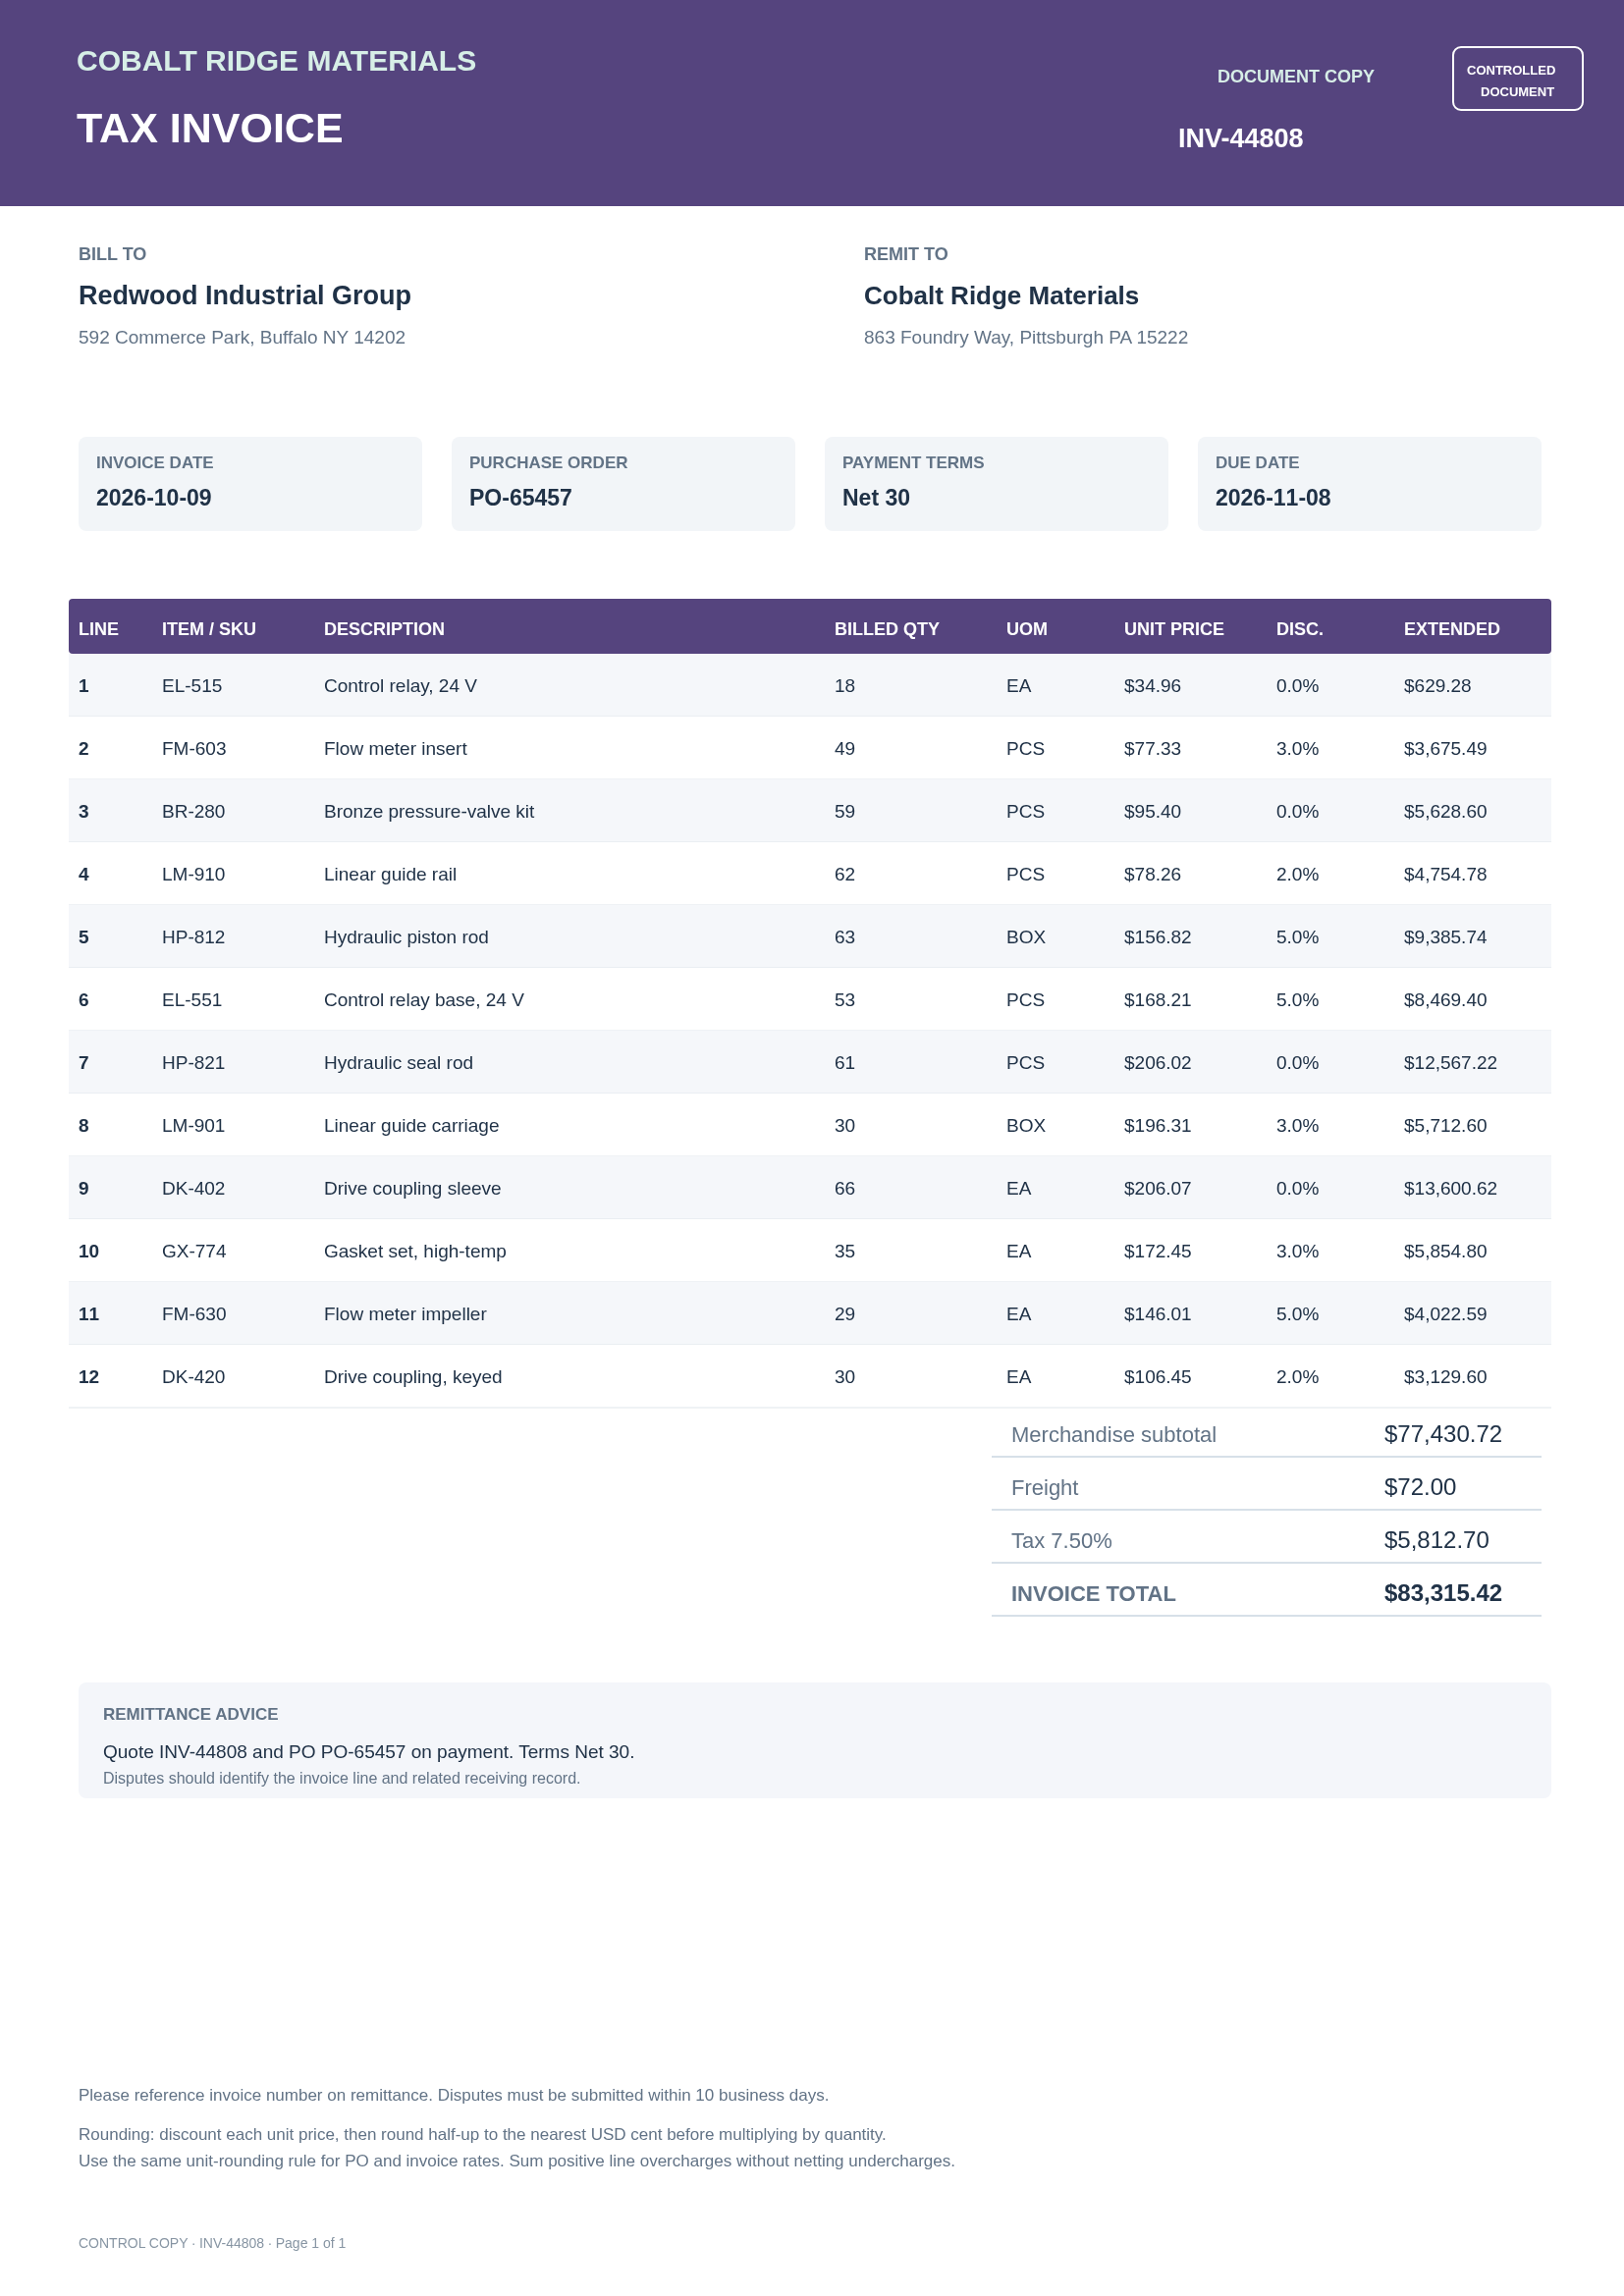 COBALT RIDGE MATERIALS
TAX INVOICE
DOCUMENT COPY
INV-44808
CONTROLLED
DOCUMENT
BILL TO
Redwood Industrial Group
592 Commerce Park, Buffalo NY 14202
REMIT TO
Cobalt Ridge Materials
863 Foundry Way, Pittsburgh PA 15222
INVOICE DATE
2026-10-09
PURCHASE ORDER
PO-65457
PAYMENT TERMS
Net 30
DUE DATE
2026-11-08
LINE ITEM / SKU DESCRIPTION BILLED QTY UOM UNIT PRICE DISC. EXTENDED
1 EL-515 Control relay, 24 V 18 EA $34.96 0.0% $629.28
2 FM-603 Flow meter insert 49 PCS $77.33 3.0% $3,675.49
3 BR-280 Bronze pressure-valve kit 59 PCS $95.40 0.0% $5,628.60
4 LM-910 Linear guide rail 62 PCS $78.26 2.0% $4,754.78
5 HP-812 Hydraulic piston rod 63 BOX $156.82 5.0% $9,385.74
6 EL-551 Control relay base, 24 V 53 PCS $168.21 5.0% $8,469.40
7 HP-821 Hydraulic seal rod 61 PCS $206.02 0.0% $12,567.22
8 LM-901 Linear guide carriage 30 BOX $196.31 3.0% $5,712.60
9 DK-402 Drive coupling sleeve 66 EA $206.07 0.0% $13,600.62
10 GX-774 Gasket set, high-temp 35 EA $172.45 3.0% $5,854.80
11 FM-630 Flow meter impeller 29 EA $146.01 5.0% $4,022.59
12 DK-420 Drive coupling, keyed 30 EA $106.45 2.0% $3,129.60
Merchandise subtotal $77,430.72
Freight $72.00
Tax 7.50% $5,812.70
INVOICE TOTAL $83,315.42
REMITTANCE ADVICE
Quote INV-44808 and PO PO-65457 on payment. Terms Net 30.
Disputes should identify the invoice line and related receiving record.
Please reference invoice number on remittance. Disputes must be submitted within 10 business days.
Rounding: discount each unit price, then round half-up to the nearest USD cent before multiplying by quantity.
Use the same unit-rounding rule for PO and invoice rates. Sum positive line overcharges without netting undercharges.
CONTROL COPY · INV-44808 · Page 1 of 1